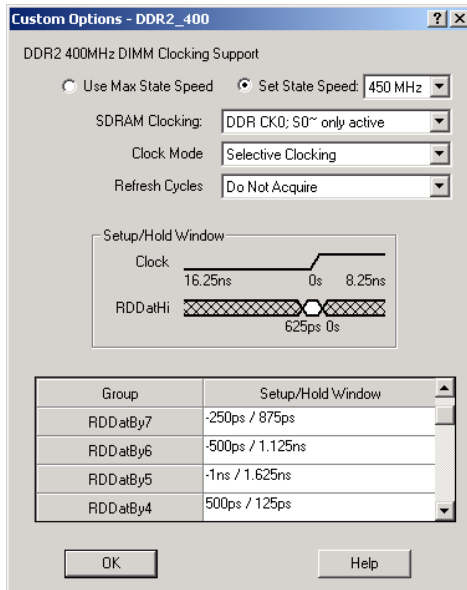 Custom Options - DDR2_400
DDR2 400MHz DIMM Clocking Support
Use Max State Speed Set State Speed: 450 MHz
SDRAM Clocking: DDR CK0; S0~ only active
Clock Mode Selective Clocking
Refresh Cycles Do Not Acquire
Setup/Hold Window
Clock
16.25ns 0s 8.25ns
RDDatHi
625ps 0s
Group Setup/Hold Window
RDDatBy7 -250ps / 875ps
RDDatBy6 -500ps / 1.125ns
RDDatBy5 -1ns / 1.625ns
RDDatBy4 500ps / 125ps
OK Help